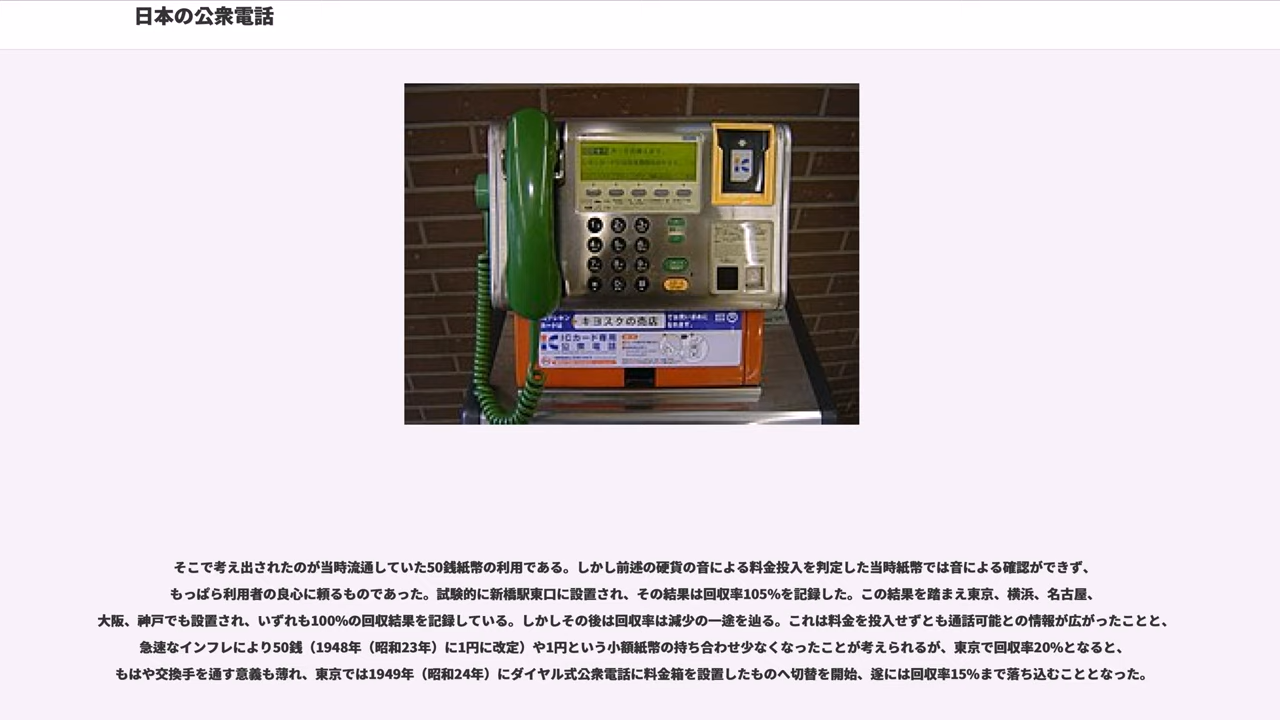 日本の公衆電話
キヨスクの売店
ICカード専用
公衆電話
そこで考え出されたのが当時流通していた50銭紙幣の利用である。しかし前述の硬貨の音による料金投入を判定した当時紙幣では音による確認ができず、
もっぱら利用者の良心に頼るものであった。試験的に新橋駅東口に設置され、その結果は回収率105%を記録した。この結果を踏まえ東京、横浜、名古屋、
大阪、神戸でも設置され、いずれも100%の回収結果を記録している。しかしその後は回収率は減少の一途を辿る。これは料金を投入せずとも通話可能との情報が広がったことと、
急速なインフレにより50銭（1948年（昭和23年）に1円に改定）や1円という小額紙幣の持ち合わせ少なくなったことが考えられるが、東京で回収率20%となると、
もはや交換手を通す意義も薄れ、東京では1949年（昭和24年）にダイヤル式公衆電話に料金箱を設置したものへ切替を開始、遂には回収率15%まで落ち込むこととなった。